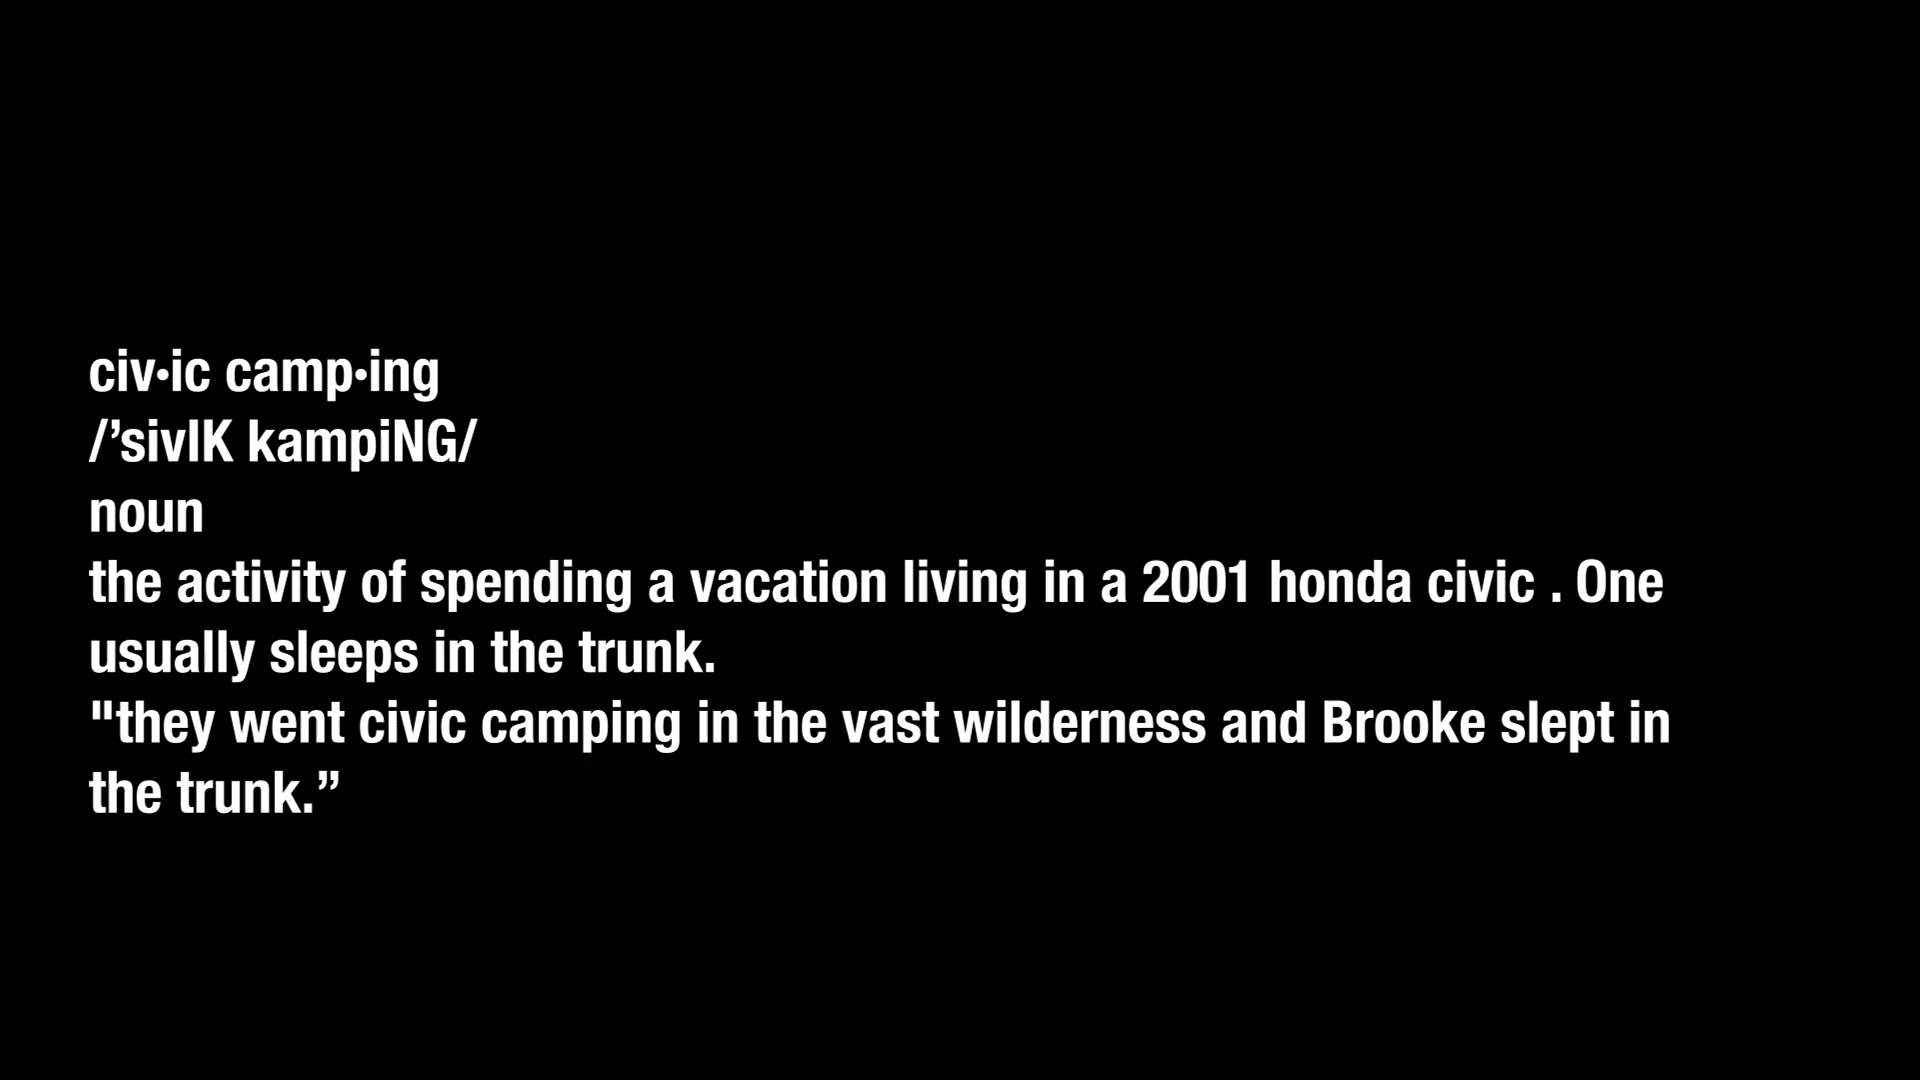 civ•ic camp•ing
/’sivIK kampiNG/
noun
the activity of spending a vacation living in a 2001 honda civic . One
usually sleeps in the trunk.
"they went civic camping in the vast wilderness and Brooke slept in
the trunk.”